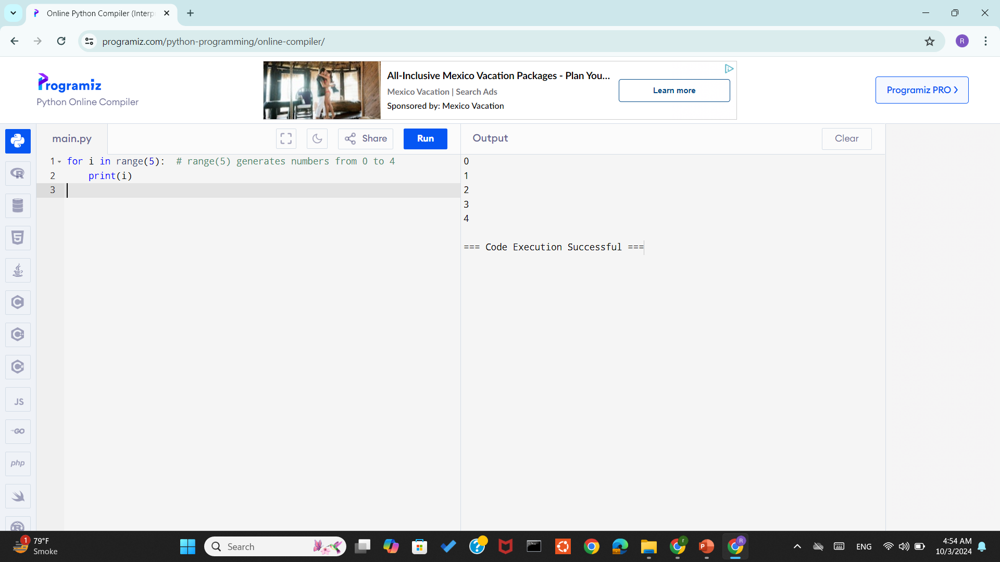 Online Python Compiler (Interp
programiz.com/python-programming/online-compiler/
R
Programiz
Python Online Compiler
All-Inclusive Mexico Vacation Packages - Plan You...
Mexico Vacation | Search Ads
Sponsored by: Mexico Vacation
Learn more
Programiz PRO >
main.py
Share
Run
Output
Clear
1 for i in range(5):  # range(5) generates numbers from 0 to 4
2     print(i)
3
0
1
2
3
4
=== Code Execution Successful ===
R
5
C
C+
C#
JS
GO
php
R
1
79°F
Smoke
Search
?
r
P
R
ENG
4:54 AM
10/3/2024